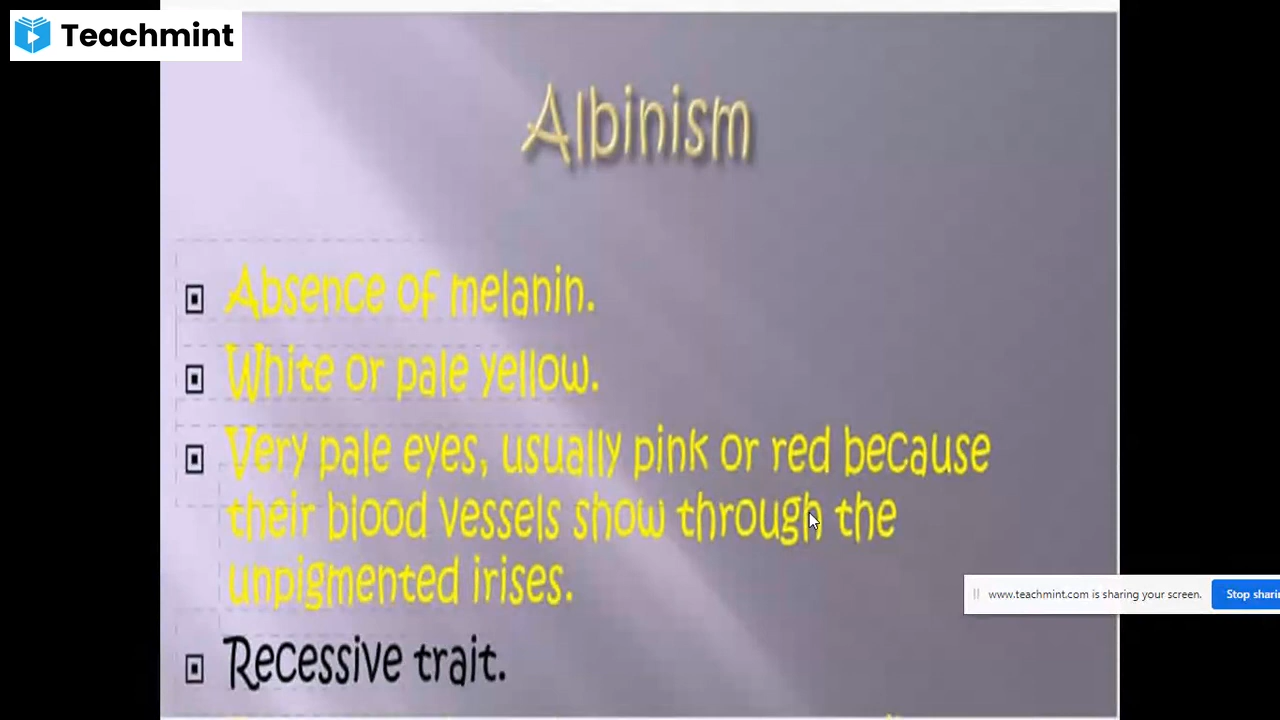 Teachmint
Albinism
Absence of melanin.
White or pale yellow.
Very pale eyes, usually pink or red because
their blood vessels show through the
unpigmented irises.
www.teachmint.com is sharing your screen.
Stop
Recessive trait.